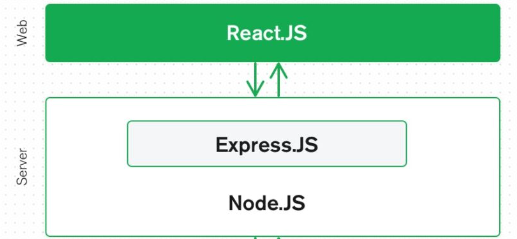 Web
React.JS
Server
Express.JS
Node.JS